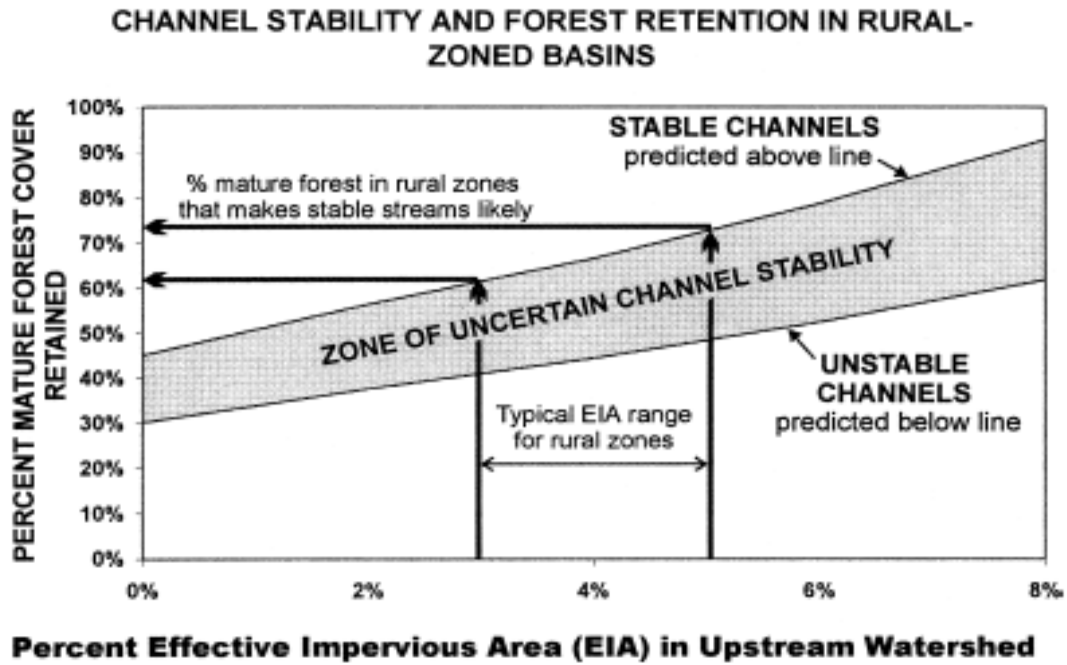 CHANNEL STABILITY AND FOREST RETENTION IN RURAL-
ZONED BASINS
PERCENT MATURE FOREST COVER
RETAINED
100%
90%
80%
70%
60%
50%
40%
30%
20%
10%
0%
STABLE CHANNELS
predicted above line
% mature forest in rural zones
that makes stable streams likely
ZONE OF UNCERTAIN CHANNEL STABILITY
UNSTABLE
CHANNELS
predicted below line
Typical EIA range
for rural zones
0%
2%
4%
6%
8%
Percent Effective Impervious Area (EIA) in Upstream Watershed